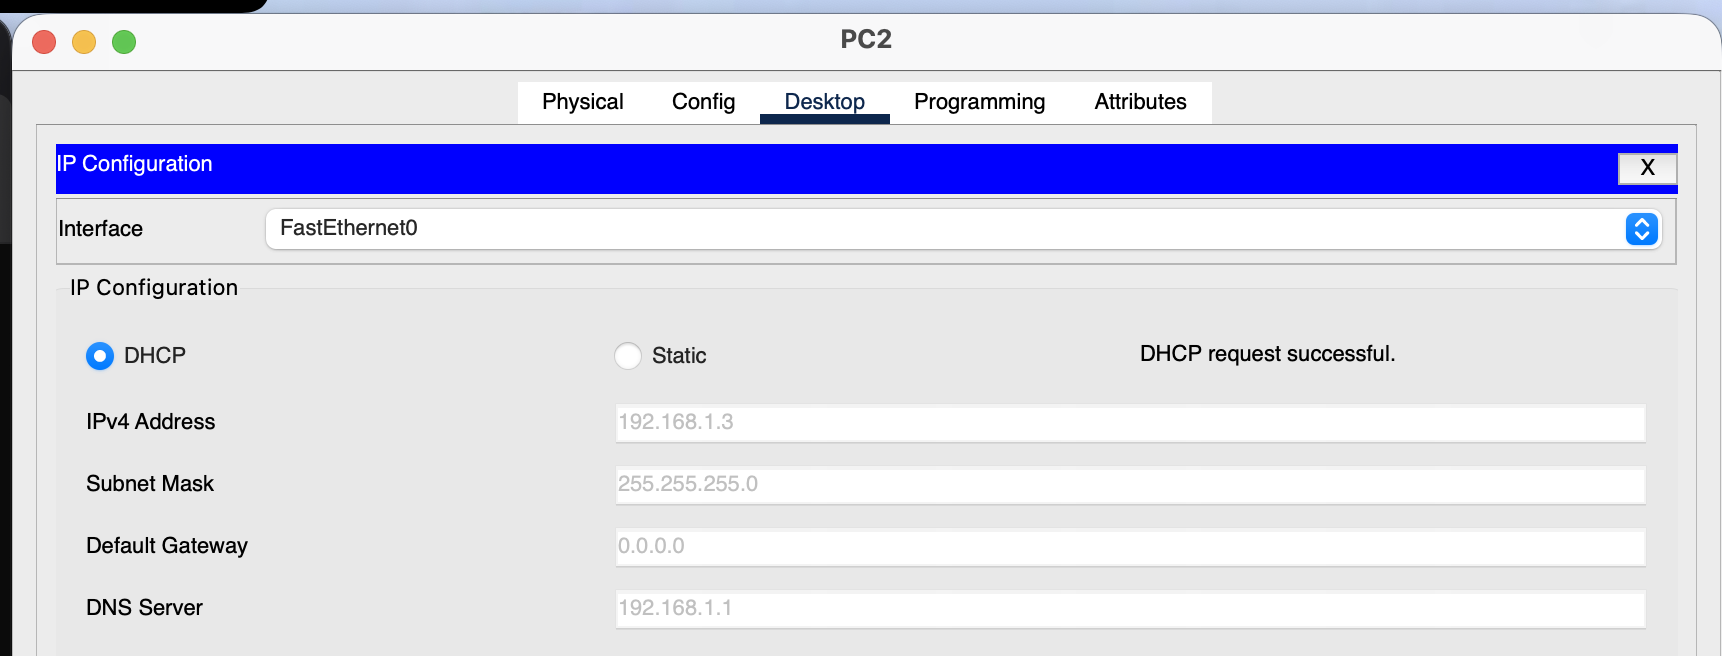 PC2
Physical Config Desktop Programming Attributes
IP Configuration X
Interface FastEthernet0
IP Configuration
DHCP Static DHCP request successful.
IPv4 Address 192.168.1.3
Subnet Mask 255.255.255.0
Default Gateway 0.0.0.0
DNS Server 192.168.1.1